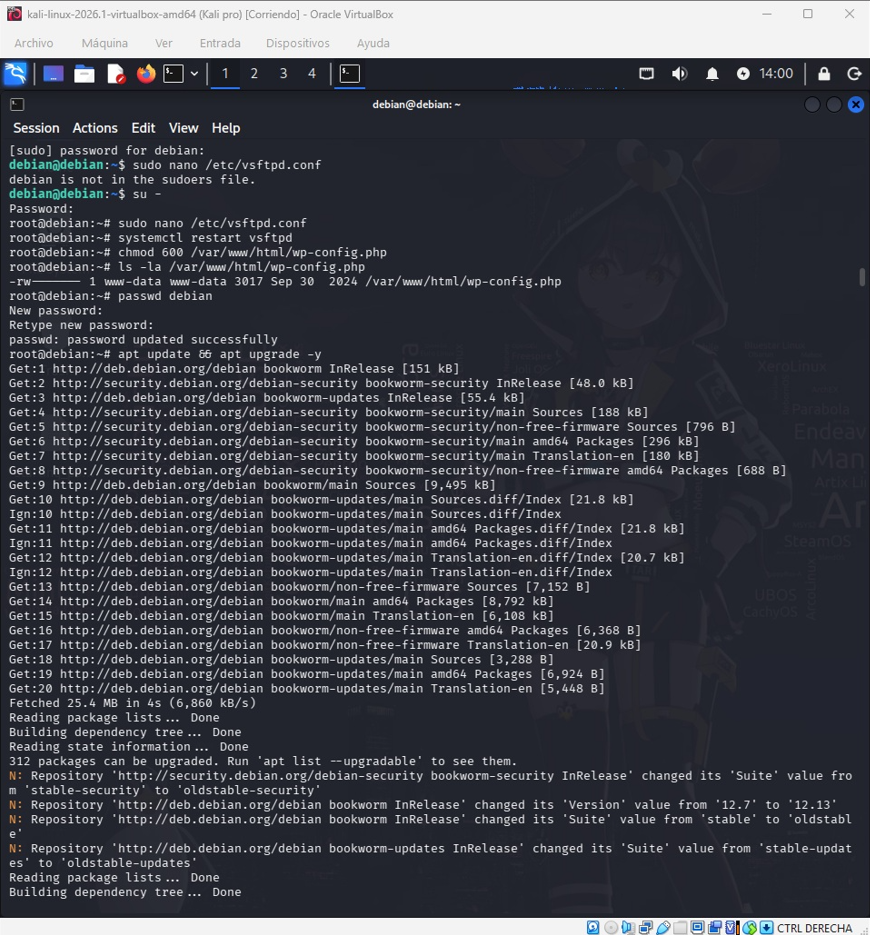 kali-linux-2026.1-virtualbox-amd64 (Kali pro) [Corriendo] - Oracle VirtualBox
Archivo Máquina Ver Entrada Dispositivos Ayuda
1 2 3 4 14:00
debian@debian: ~
Session Actions Edit View Help
[sudo] password for debian:
debian@debian:~$ sudo nano /etc/vsftpd.conf
debian is not in the sudoers file.
debian@debian:~$ su -
Password:
root@debian:~# sudo nano /etc/vsftpd.conf
root@debian:~# systemctl restart vsftpd
root@debian:~# chmod 600 /var/www/html/wp-config.php
root@debian:~# ls -la /var/www/html/wp-config.php
-rw------- 1 www-data www-data 3017 Sep 30  2024 /var/www/html/wp-config.php
root@debian:~# passwd debian
New password:
Retype new password:
passwd: password updated successfully
root@debian:~# apt update && apt upgrade -y
Get:1 http://deb.debian.org/debian bookworm InRelease [151 kB]
Get:2 http://security.debian.org/debian-security bookworm-security InRelease [48.0 kB]
Get:3 http://deb.debian.org/debian bookworm-updates InRelease [55.4 kB]
Get:4 http://security.debian.org/debian-security bookworm-security/main Sources [188 kB]
Get:5 http://security.debian.org/debian-security bookworm-security/non-free-firmware Sources [796 B]
Get:6 http://security.debian.org/debian-security bookworm-security/main amd64 Packages [296 kB]
Get:7 http://security.debian.org/debian-security bookworm-security/main Translation-en [180 kB]
Get:8 http://security.debian.org/debian-security bookworm-security/non-free-firmware amd64 Packages [688 B]
Get:9 http://deb.debian.org/debian bookworm/main Sources [9,495 kB]
Get:10 http://deb.debian.org/debian bookworm-updates/main Sources.diff/Index [21.8 kB]
Ign:10 http://deb.debian.org/debian bookworm-updates/main Sources.diff/Index
Get:11 http://deb.debian.org/debian bookworm-updates/main amd64 Packages.diff/Index [21.8 kB]
Ign:11 http://deb.debian.org/debian bookworm-updates/main amd64 Packages.diff/Index
Get:12 http://deb.debian.org/debian bookworm-updates/main Translation-en.diff/Index [20.7 kB]
Ign:12 http://deb.debian.org/debian bookworm-updates/main Translation-en.diff/Index
Get:13 http://deb.debian.org/debian bookworm/non-free-firmware Sources [7,152 B]
Get:14 http://deb.debian.org/debian bookworm/main amd64 Packages [8,792 kB]
Get:15 http://deb.debian.org/debian bookworm/main Translation-en [6,108 kB]
Get:16 http://deb.debian.org/debian bookworm/non-free-firmware amd64 Packages [6,368 B]
Get:17 http://deb.debian.org/debian bookworm/non-free-firmware Translation-en [20.9 kB]
Get:18 http://deb.debian.org/debian bookworm-updates/main Sources [3,288 B]
Get:19 http://deb.debian.org/debian bookworm-updates/main amd64 Packages [6,924 B]
Get:20 http://deb.debian.org/debian bookworm-updates/main Translation-en [5,448 B]
Fetched 25.4 MB in 4s (6,860 kB/s)
Reading package lists... Done
Building dependency tree... Done
Reading state information... Done
312 packages can be upgraded. Run 'apt list --upgradable' to see them.
N: Repository 'http://security.debian.org/debian-security bookworm-security InRelease' changed its 'Suite' value fro
m 'stable-security' to 'oldstable-security'
N: Repository 'http://deb.debian.org/debian bookworm InRelease' changed its 'Version' value from '12.7' to '12.13'
N: Repository 'http://deb.debian.org/debian bookworm InRelease' changed its 'Suite' value from 'stable' to 'oldstabl
e'
N: Repository 'http://deb.debian.org/debian bookworm-updates InRelease' changed its 'Suite' value from 'stable-updat
es' to 'oldstable-updates'
Reading package lists... Done
Building dependency tree... Done
XeroLinux
Parabola
Endeav
Man
Artix Li
Ar
SteamOS
UBOS
CachyOS
ArcoLinux
CTRL DERECHA